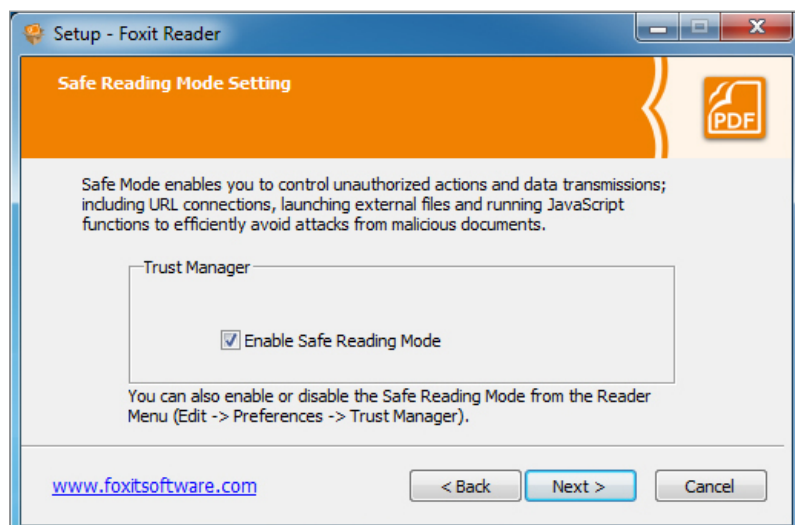 Setup - Foxit Reader
Safe Reading Mode Setting
PDF
Safe Mode enables you to control unauthorized actions and data transmissions;
including URL connections, launching external files and running JavaScript
functions to efficiently avoid attacks from malicious documents.
Trust Manager
Enable Safe Reading Mode
You can also enable or disable the Safe Reading Mode from the Reader
Menu (Edit -> Preferences -> Trust Manager).
www.foxitsoftware.com
< Back
Next >
Cancel